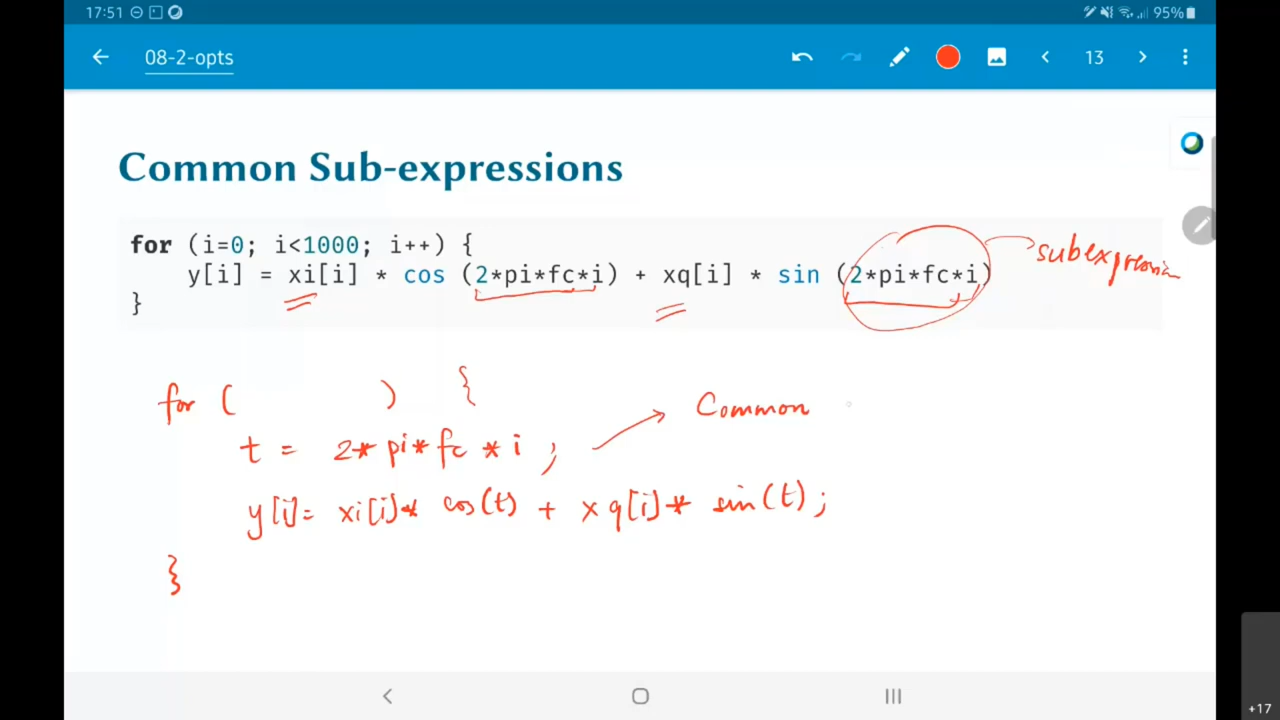 17:51 95%
08-2-opts 13
Common Sub-expressions
for (i=0; i<1000; i++) {
y[i] = xi[i] * cos (2*pi*fc*i) + xq[i] * sin (2*pi*fc*i)
}
subexpression
for ( ) {
t = 2* pi* fc * i ;
Common
y[i]= xi[i]* cos(t) + xq[i]* sin(t);
}
+17